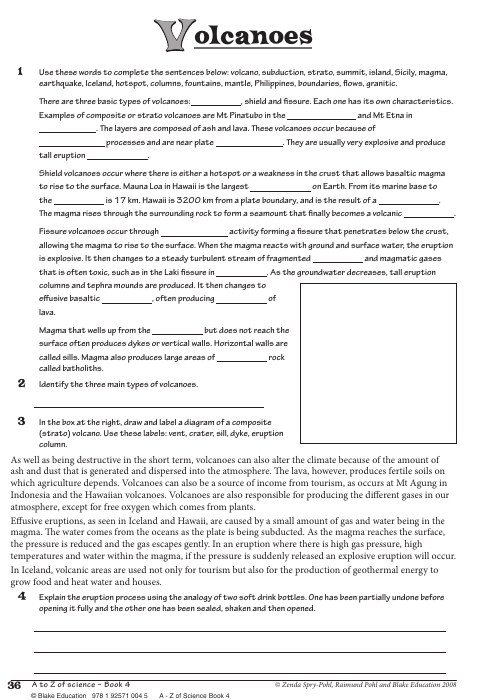 Volcanoes
1 Use these words to complete the sentences below: volcano, subduction, strato, summit, island, Sicily, magma,
earthquake, Iceland, hotspot, columns, fountains, mantle, Philippines, boundaries, flows, granitic.
There are three basic types of volcanoes: __________, shield and fissure. Each one has its own characteristics.
Examples of composite or strato volcanoes are Mt Pinatubo in the __________ and Mt Etna in
__________. The layers are composed of ash and lava. These volcanoes occur because of
__________ processes and are near plate __________. They are usually very explosive and produce
tall eruption __________.
Shield volcanoes occur where there is either a hotspot or a weakness in the crust that allows basaltic magma
to rise to the surface. Mauna Loa in Hawaii is the largest __________ on Earth. From its marine base to
the __________ is 17 km. Hawaii is 3200 km from a plate boundary, and is the result of a __________.
The magma rises through the surrounding rock to form a seamount that finally becomes a volcanic __________.
Fissure volcanoes occur through __________ activity forming a fissure that penetrates below the crust,
allowing the magma to rise to the surface. When the magma reacts with ground and surface water, the eruption
is explosive. It then changes to a steady turbulent stream of fragmented __________ and magmatic gases
that is often toxic, such as in the Laki fissure in __________. As the groundwater decreases, tall eruption
columns and tephra mounds are produced. It then changes to
effusive basaltic __________, often producing __________ of
lava.
Magma that wells up from the __________ but does not reach the
surface often produces dykes or vertical walls. Horizontal walls are
called sills. Magma also produces large areas of __________ rock
called batholiths.
2 Identify the three main types of volcanoes.
3 In the box at the right, draw and label a diagram of a composite
(strato) volcano. Use these labels: vent, crater, sill, dyke, eruption
column.
As well as being destructive in the short term, volcanoes can also alter the climate because of the amount of
ash and dust that is generated and dispersed into the atmosphere. The lava, however, produces fertile soils on
which agriculture depends. Volcanoes can also be a source of income from tourism, as occurs at Mt Agung in
Indonesia and the Hawaiian volcanoes. Volcanoes are also responsible for producing the different gases in our
atmosphere, except for free oxygen which comes from plants.
Effusive eruptions, as seen in Iceland and Hawaii, are caused by a small amount of gas and water being in the
magma. The water comes from the oceans as the plate is being subducted. As the magma reaches the surface,
the pressure is reduced and the gas escapes gently. In an eruption where there is high gas pressure, high
temperatures and water within the magma, if the pressure is suddenly released an explosive eruption will occur.
In Iceland, volcanic areas are used not only for tourism but also for the production of geothermal energy to
grow food and heat water and houses.
4 Explain the eruption process using the analogy of two soft drink bottles. One has been partially undone before
opening it fully and the other one has been sealed, shaken and then opened.
36 A to Z of science – Book 4 © Zenda Spry-Pohl, Raimund Pohl and Blake Education 2008
© Blake Education 978 1 92571 004 5 A - Z of Science Book 4